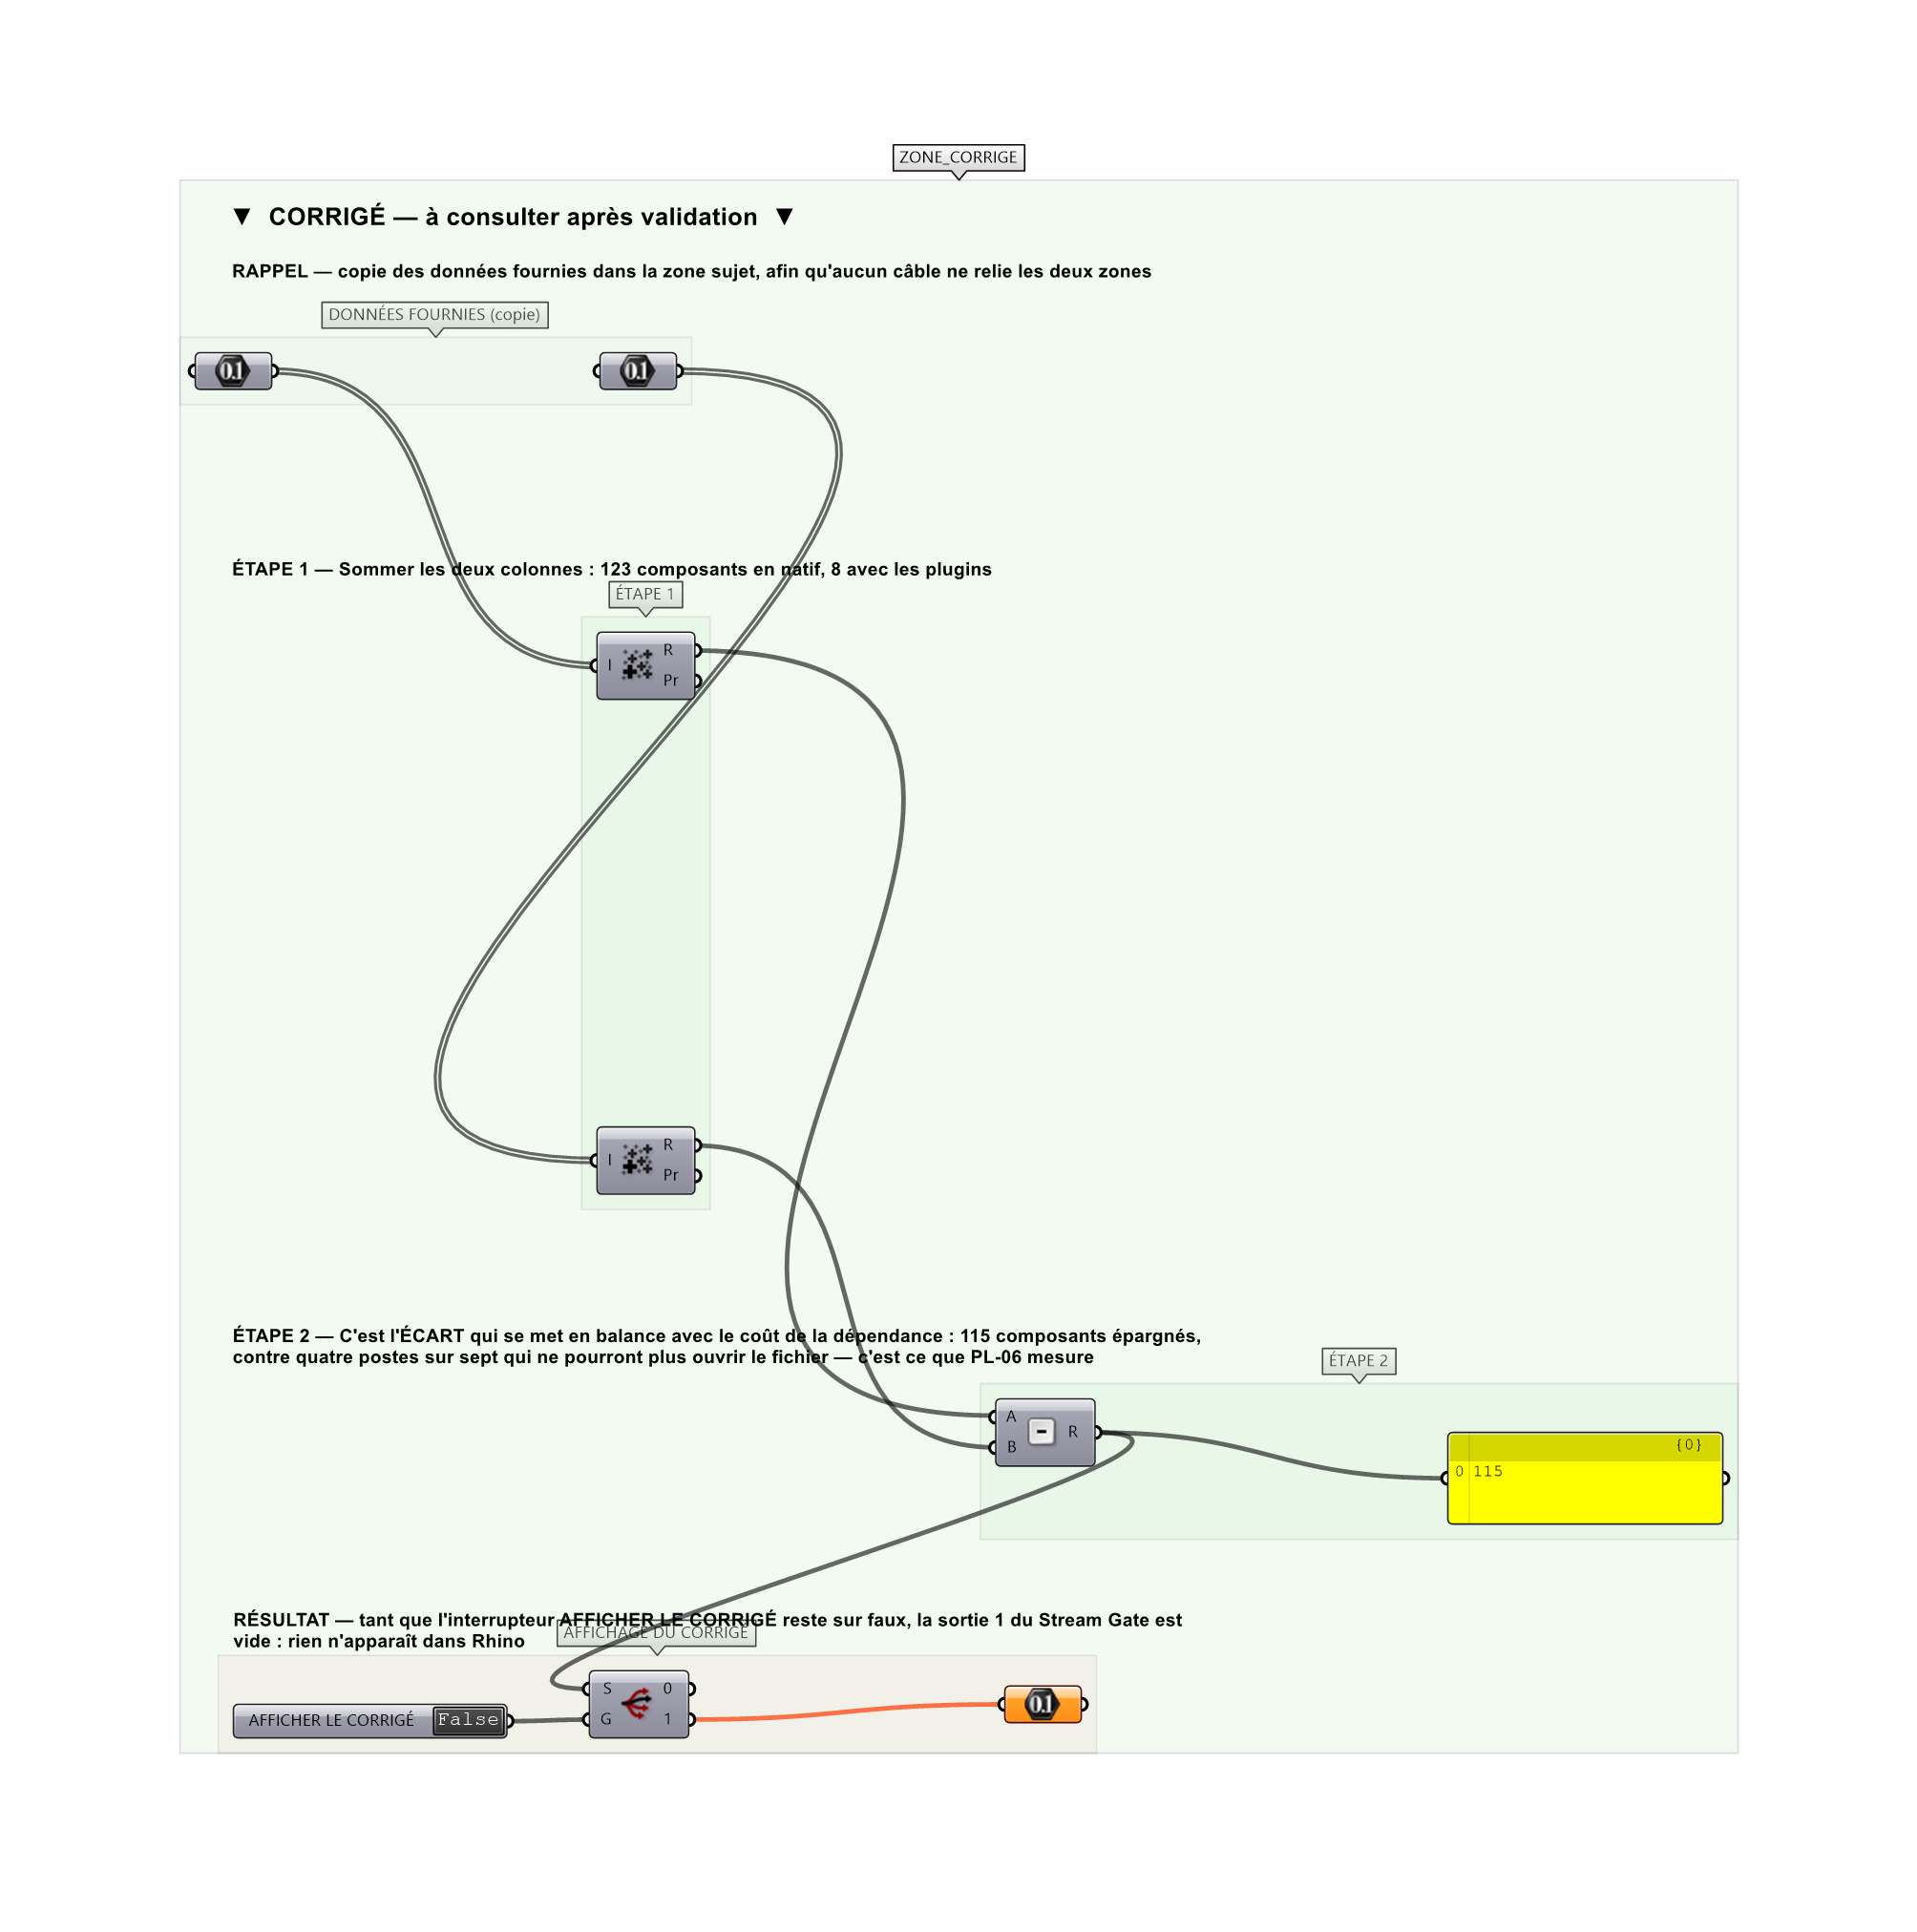 ZONE_CORRIGE
▼ CORRIGÉ — à consulter après validation ▼
RAPPEL — copie des données fournies dans la zone sujet, afin qu'aucun câble ne relie les deux zones
DONNÉES FOURNIES (copie)
0.1
0.1
ÉTAPE 1 — Sommer les deux colonnes : 123 composants en natif, 8 avec les plugins
ÉTAPE 1
I
R
Pr
I
R
Pr
ÉTAPE 2 — C'est l'ÉCART qui se met en balance avec le coût de la dépendance : 115 composants épargnés,
contre quatre postes sur sept qui ne pourront plus ouvrir le fichier — c'est ce que PL-06 mesure
ÉTAPE 2
A
B
R
{0}
0 115
RÉSULTAT — tant que l'interrupteur AFFICHER LE CORRIGÉ reste sur faux, la sortie 1 du Stream Gate est
vide : rien n'apparaît dans Rhino
AFFICHAGE DU CORRIGÉ
S 0
G 1
AFFICHER LE CORRIGÉ False
0.1